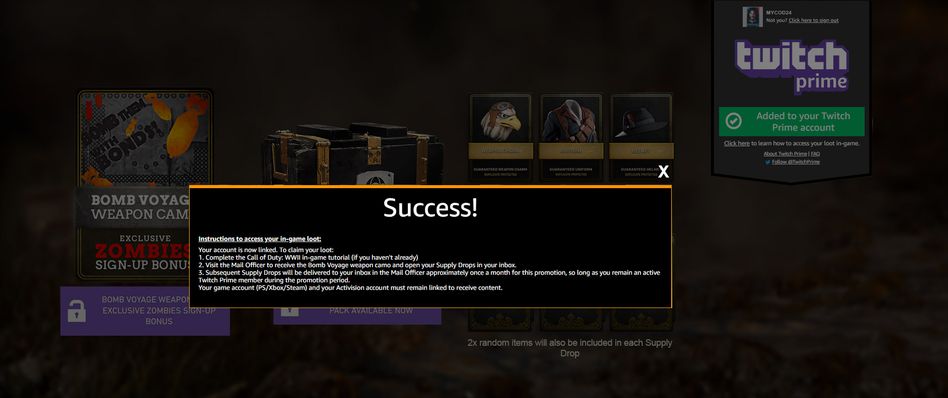 MYCOD24
Not you? Click here to sign out
twitch
prime
Added to your Twitch
Prime account
Click here to learn how to access your loot in-game.
About Twitch Prime | FAQ
Follow @TwitchPrime
BOMB THEM
WITH
BONDS!!
BOMB VOYAG
WEAPON CAM
EXCLUSIVE
ZOMBIES
SIGN-UP BONUS
BOMB VOYAGE WEAPON
EXCLUSIVE ZOMBIES SIGN-UP
BONUS
PACK AVAILABLE NOW
GUARANTEED WEAPON CHARM
GUARANTEED UNIFORM
GUARANTEED HELMET
X
Success!
Instructions to access your in-game loot:
Your account is now linked. To claim your loot:
1. Complete the Call of Duty: WWII in-game tutorial (if you haven't already)
2. Visit the Mail Officer to receive the Bomb Voyage weapon camo and open your Supply Drops in your inbox.
3. Subsequent Supply Drops will be delivered to your inbox in the Mail Officer approximately once a month for this promotion, so long as you remain an active
Twitch Prime member during the promotion period.
Your game account (PS/Xbox/Steam) and your Activision account must remain linked to receive content.
2x random items will also be included in each Supply
Drop